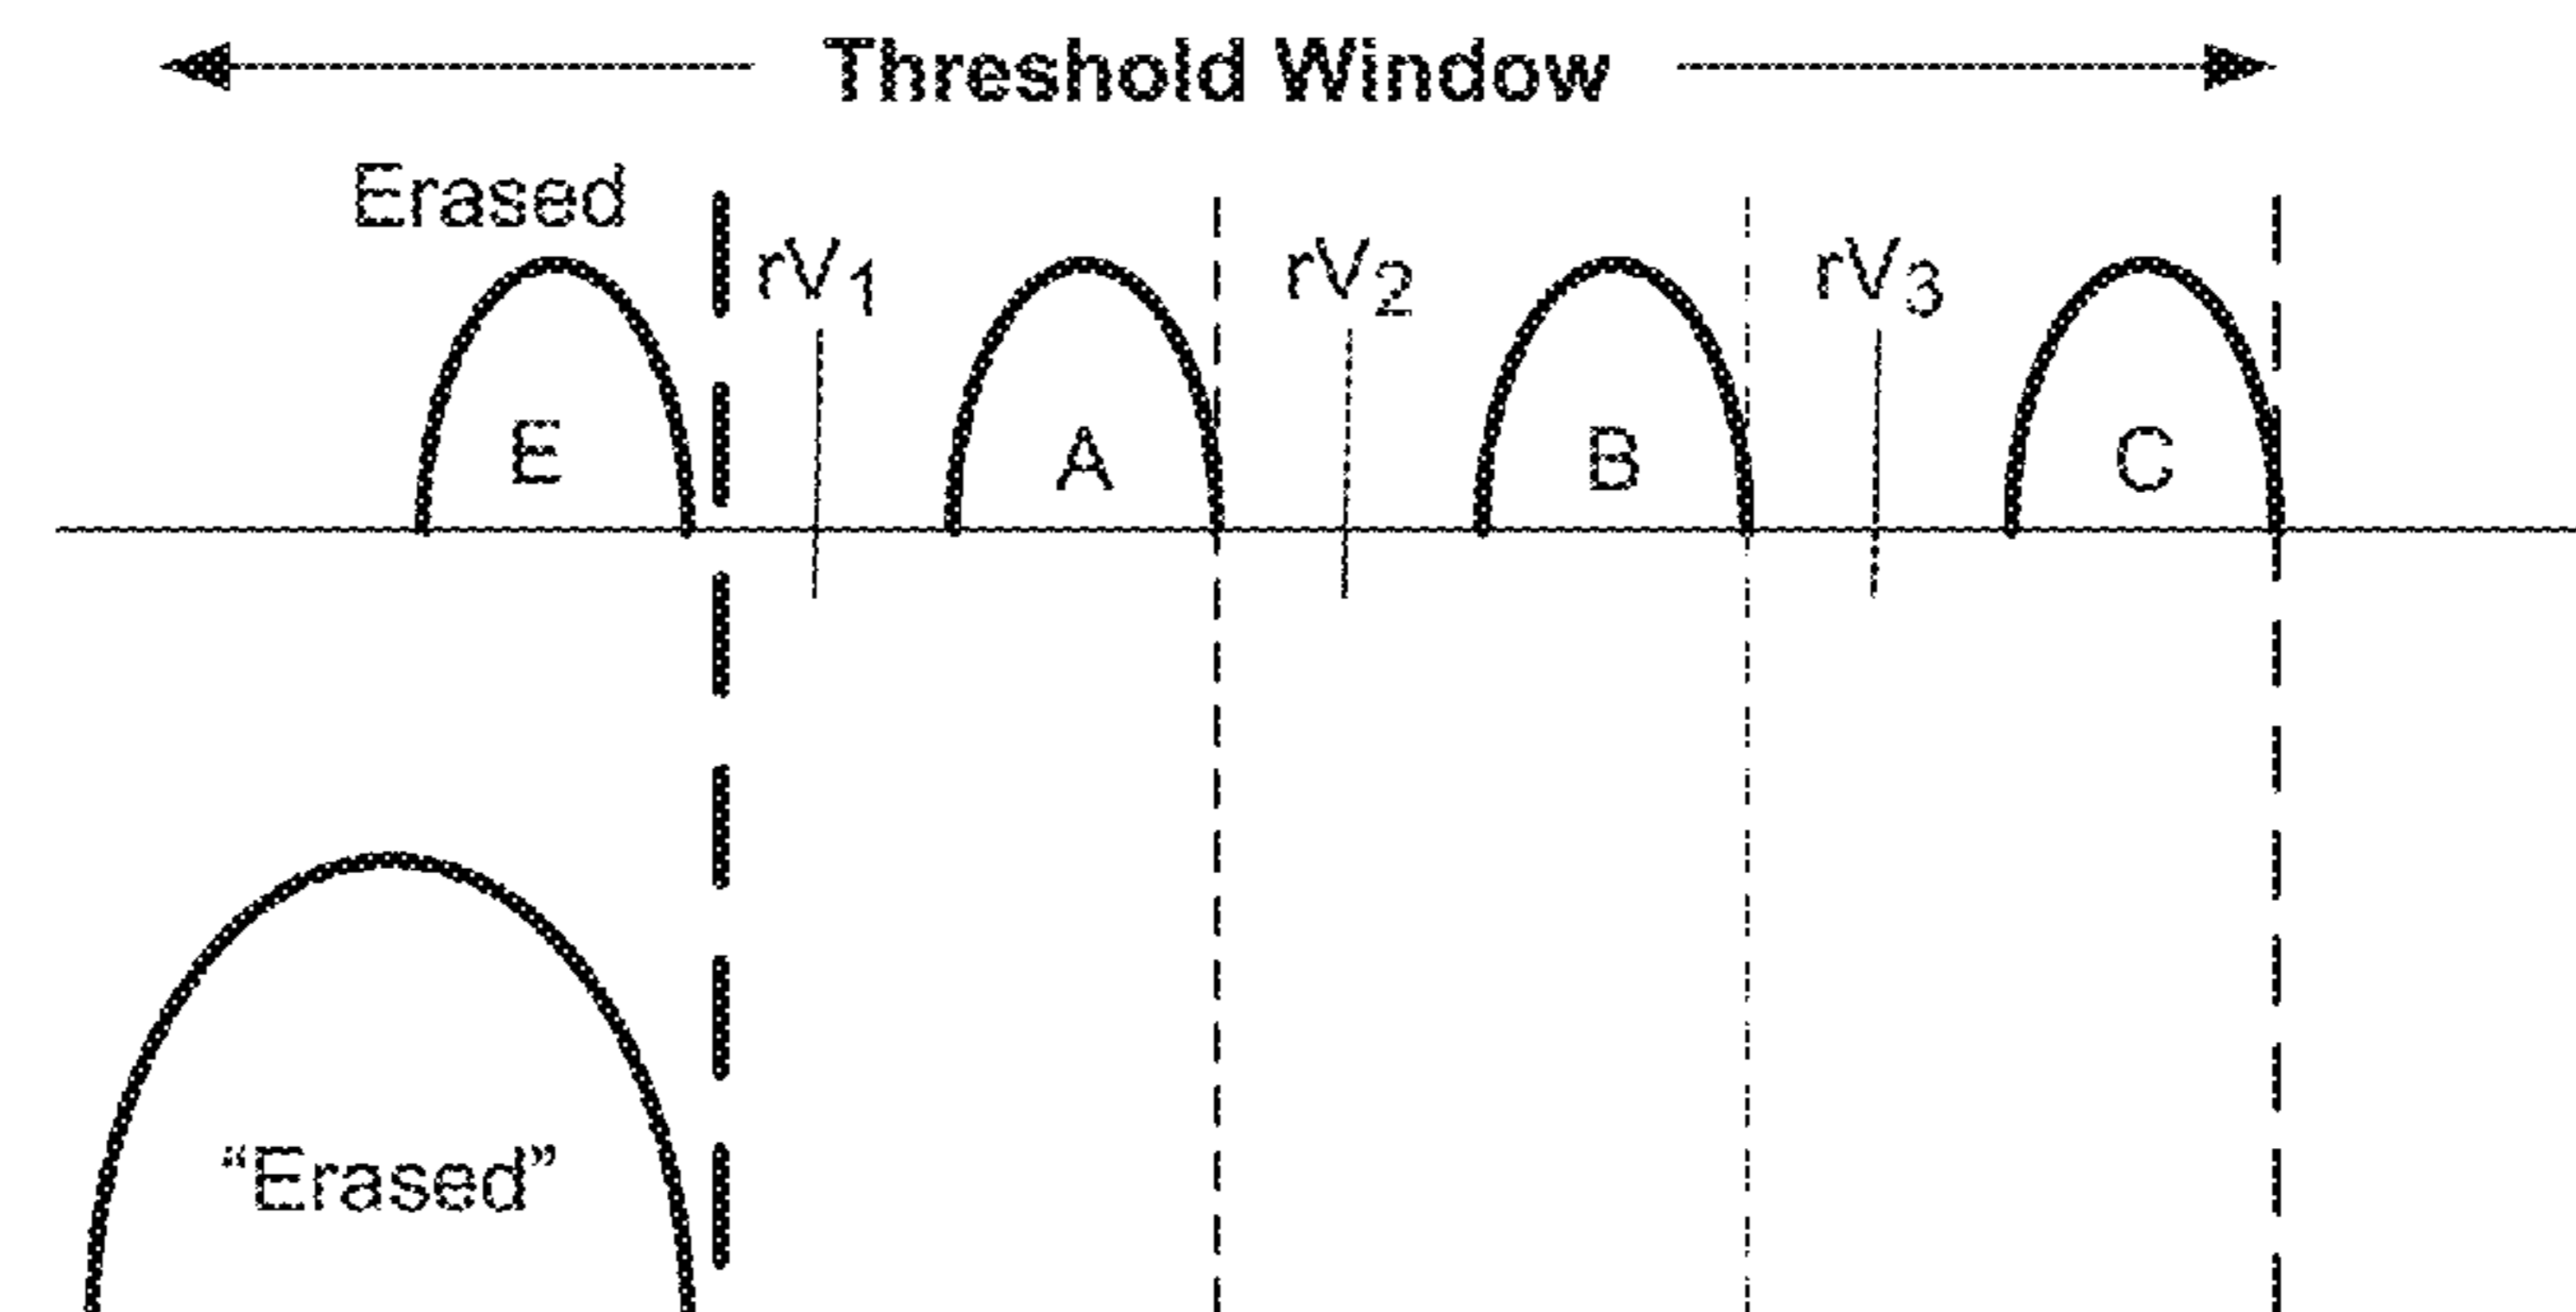 Threshold Window
Erased
rV1 rV2 rV3
E A B C
“Erased”